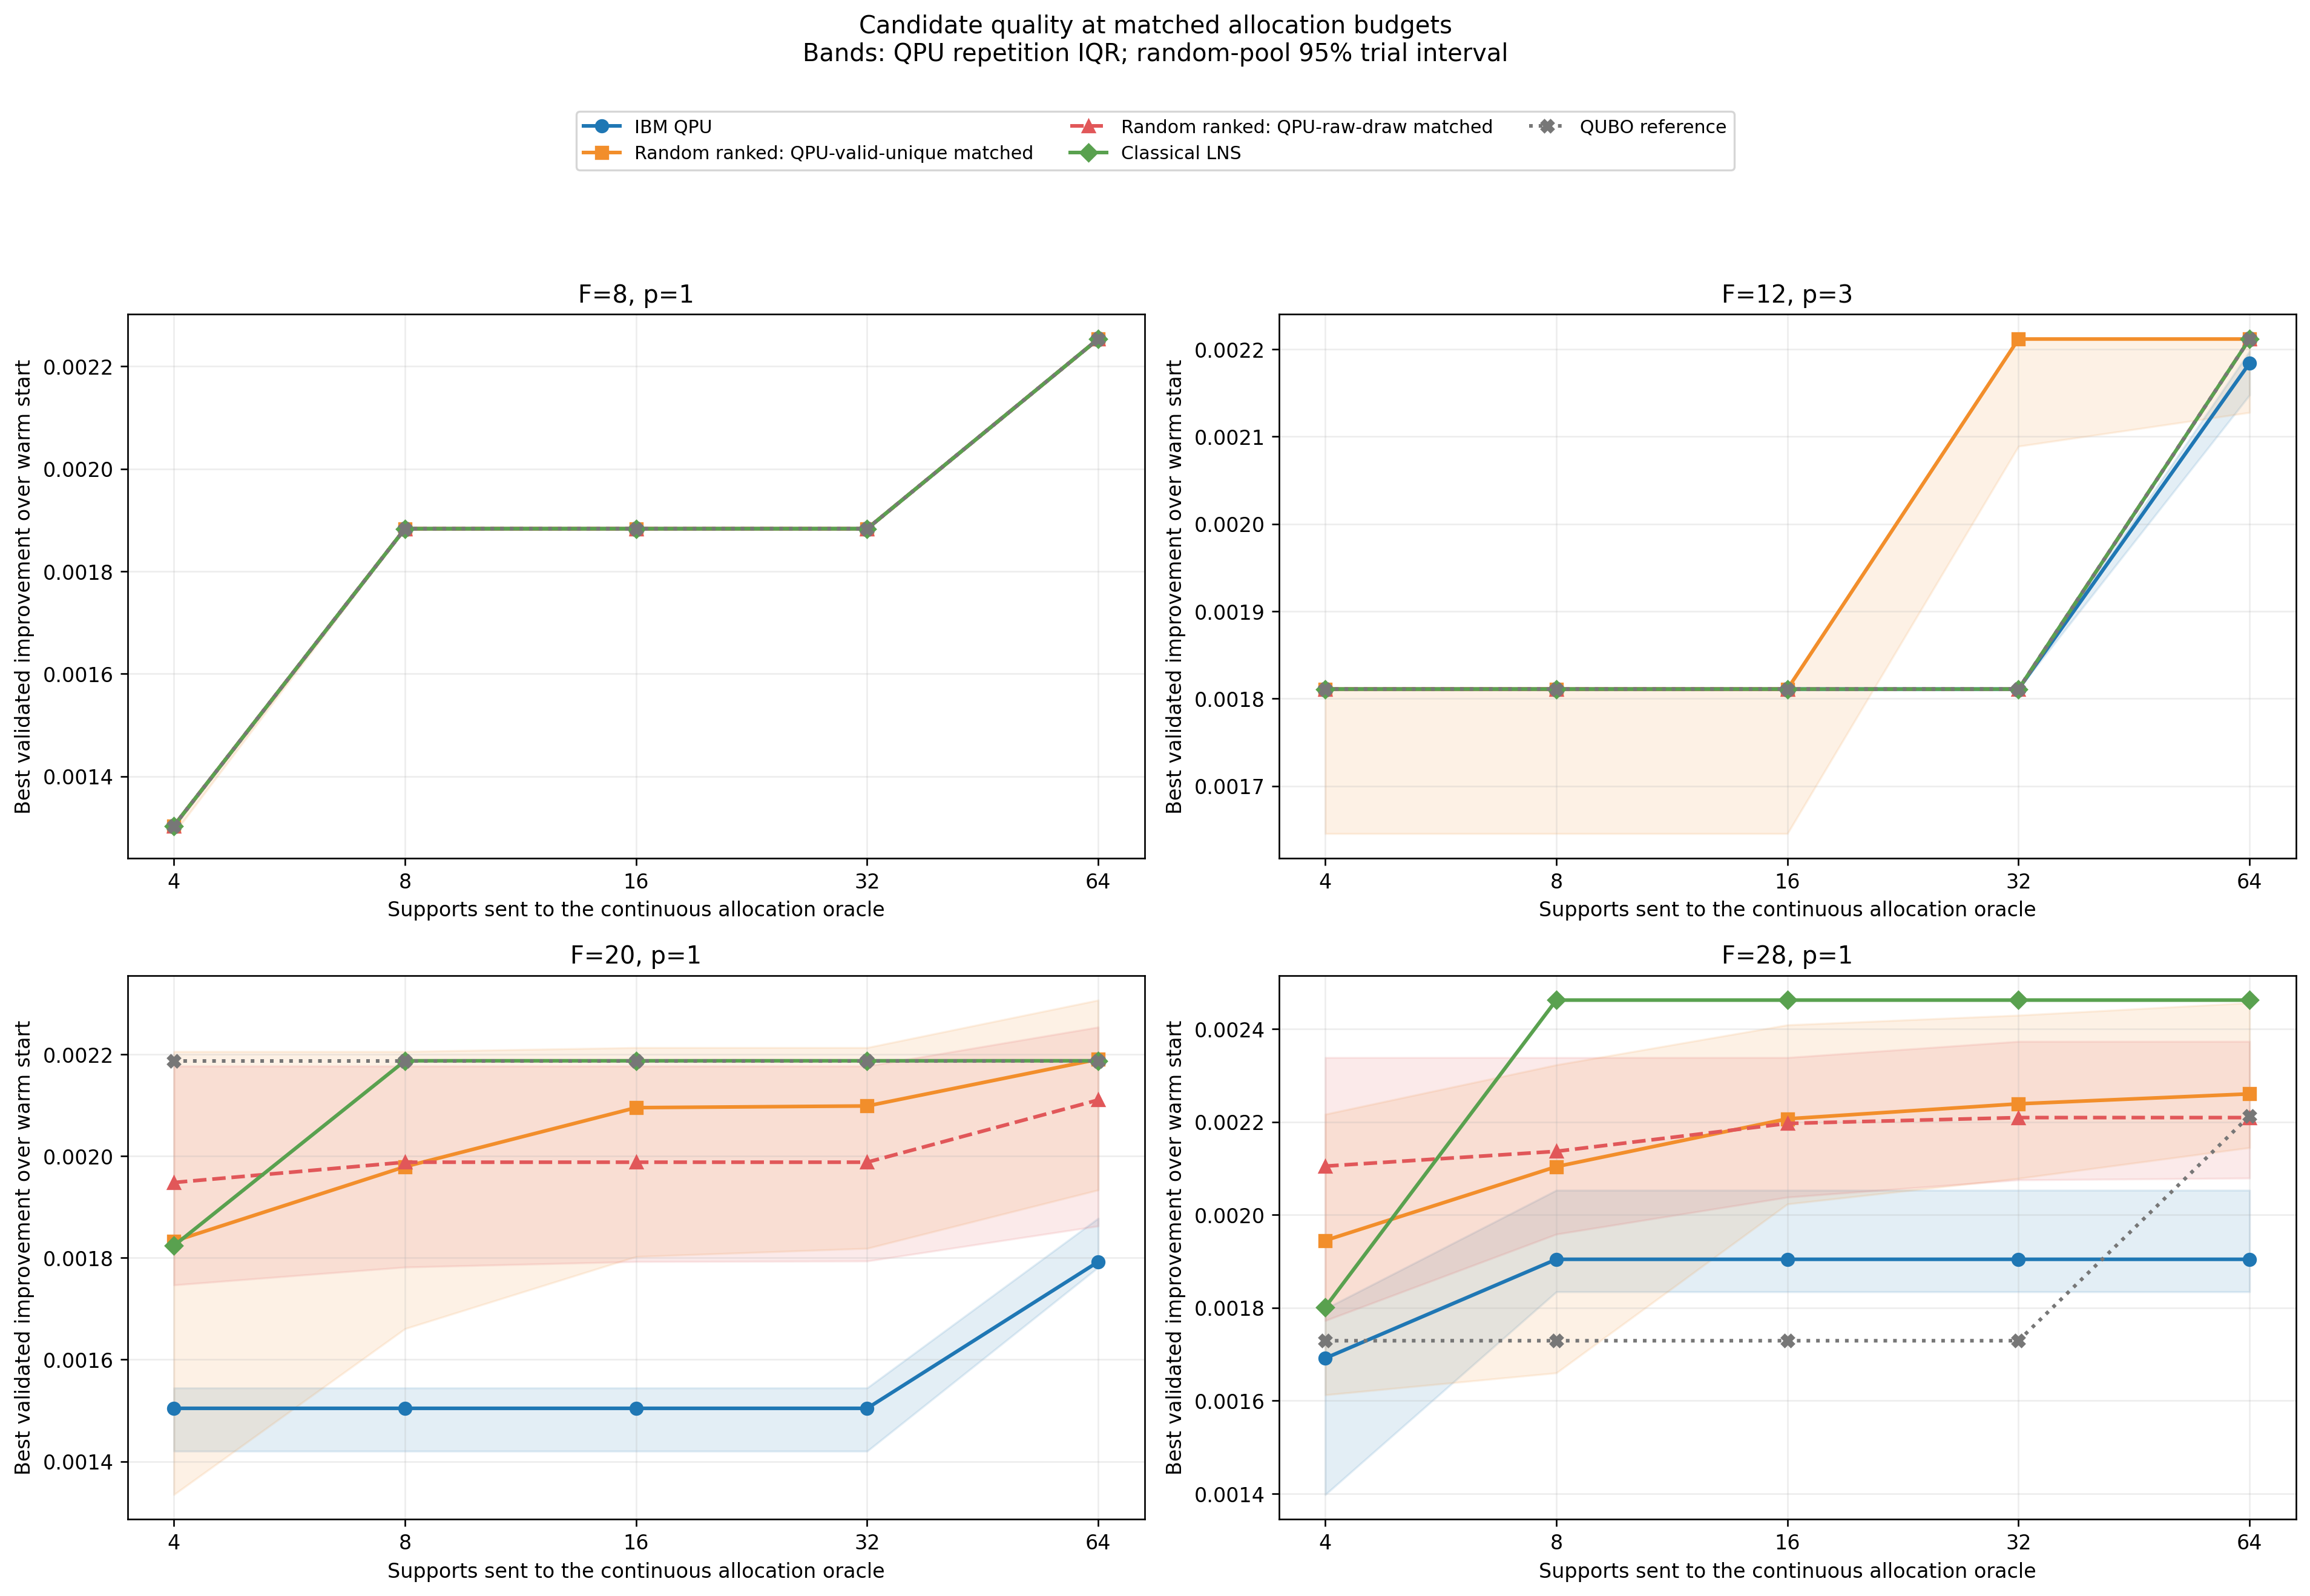 Candidate quality at matched allocation budgets
Bands: QPU repetition IQR; random-pool 95% trial interval
IBM QPU
Random ranked: QPU-valid-unique matched
Random ranked: QPU-raw-draw matched
Classical LNS
QUBO reference
F=8, p=1
Best validated improvement over warm start
0.0022
0.0020
0.0018
0.0016
0.0014
4 8 16 32 64
Supports sent to the continuous allocation oracle
F=12, p=3
Best validated improvement over warm start
0.0022
0.0021
0.0020
0.0019
0.0018
0.0017
4 8 16 32 64
Supports sent to the continuous allocation oracle
F=20, p=1
Best validated improvement over warm start
0.0022
0.0020
0.0018
0.0016
0.0014
4 8 16 32 64
Supports sent to the continuous allocation oracle
F=28, p=1
Best validated improvement over warm start
0.0024
0.0022
0.0020
0.0018
0.0016
0.0014
4 8 16 32 64
Supports sent to the continuous allocation oracle